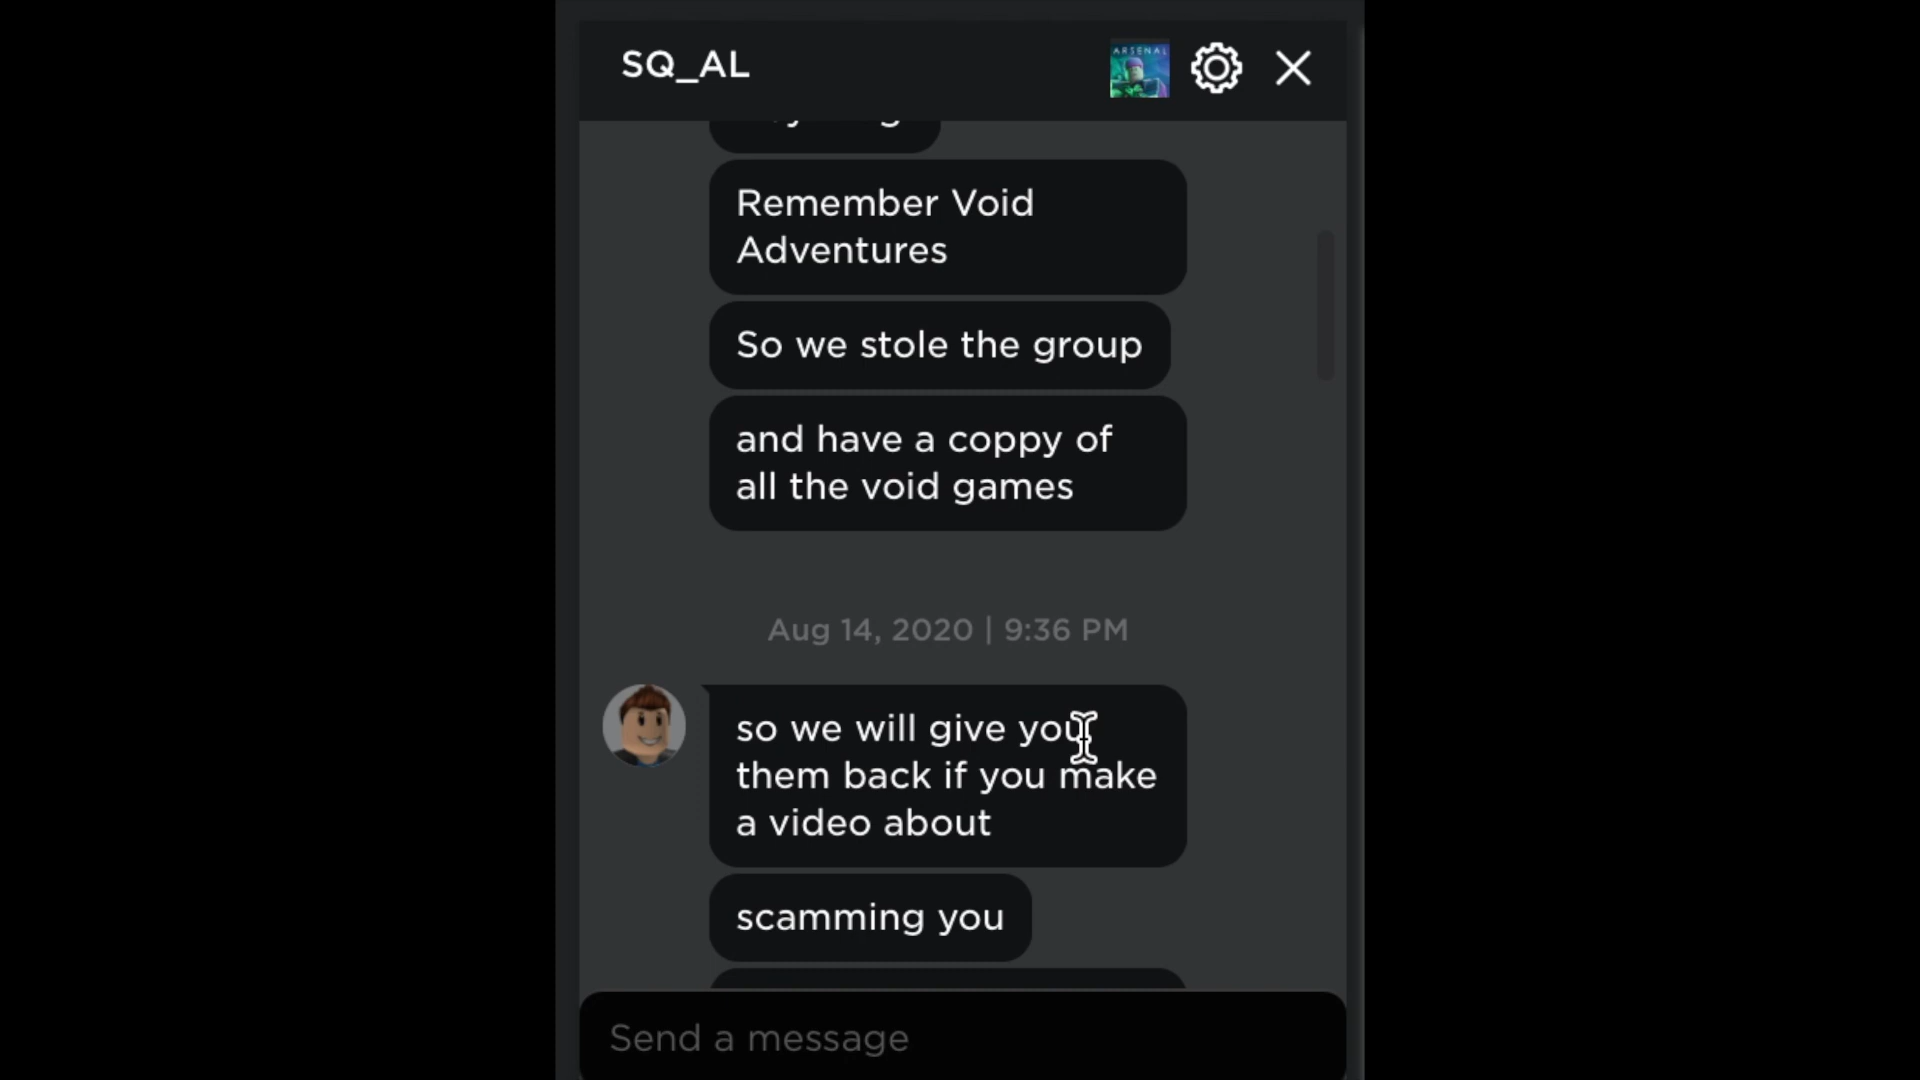 SQ_AL
ARSENAL
Remember Void
Adventures
So we stole the group
and have a coppy of
all the void games
Aug 14, 2020 | 9:36 PM
so we will give you
them back if you make
a video about
scamming you
Send a message